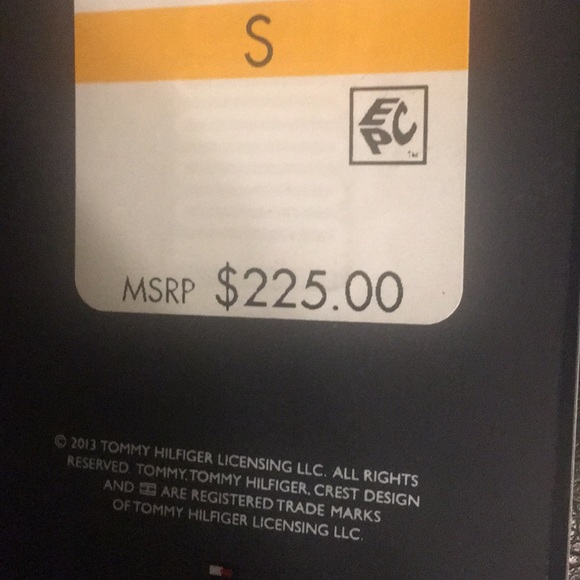 S
EPC
TM
MSRP $225.00
© 2013 TOMMY HILFIGER LICENSING LLC. ALL RIGHTS
RESERVED. TOMMY, TOMMY HILFIGER, CREST DESIGN
AND ARE REGISTERED TRADE MARKS
OF TOMMY HILFIGER LICENSING LLC.